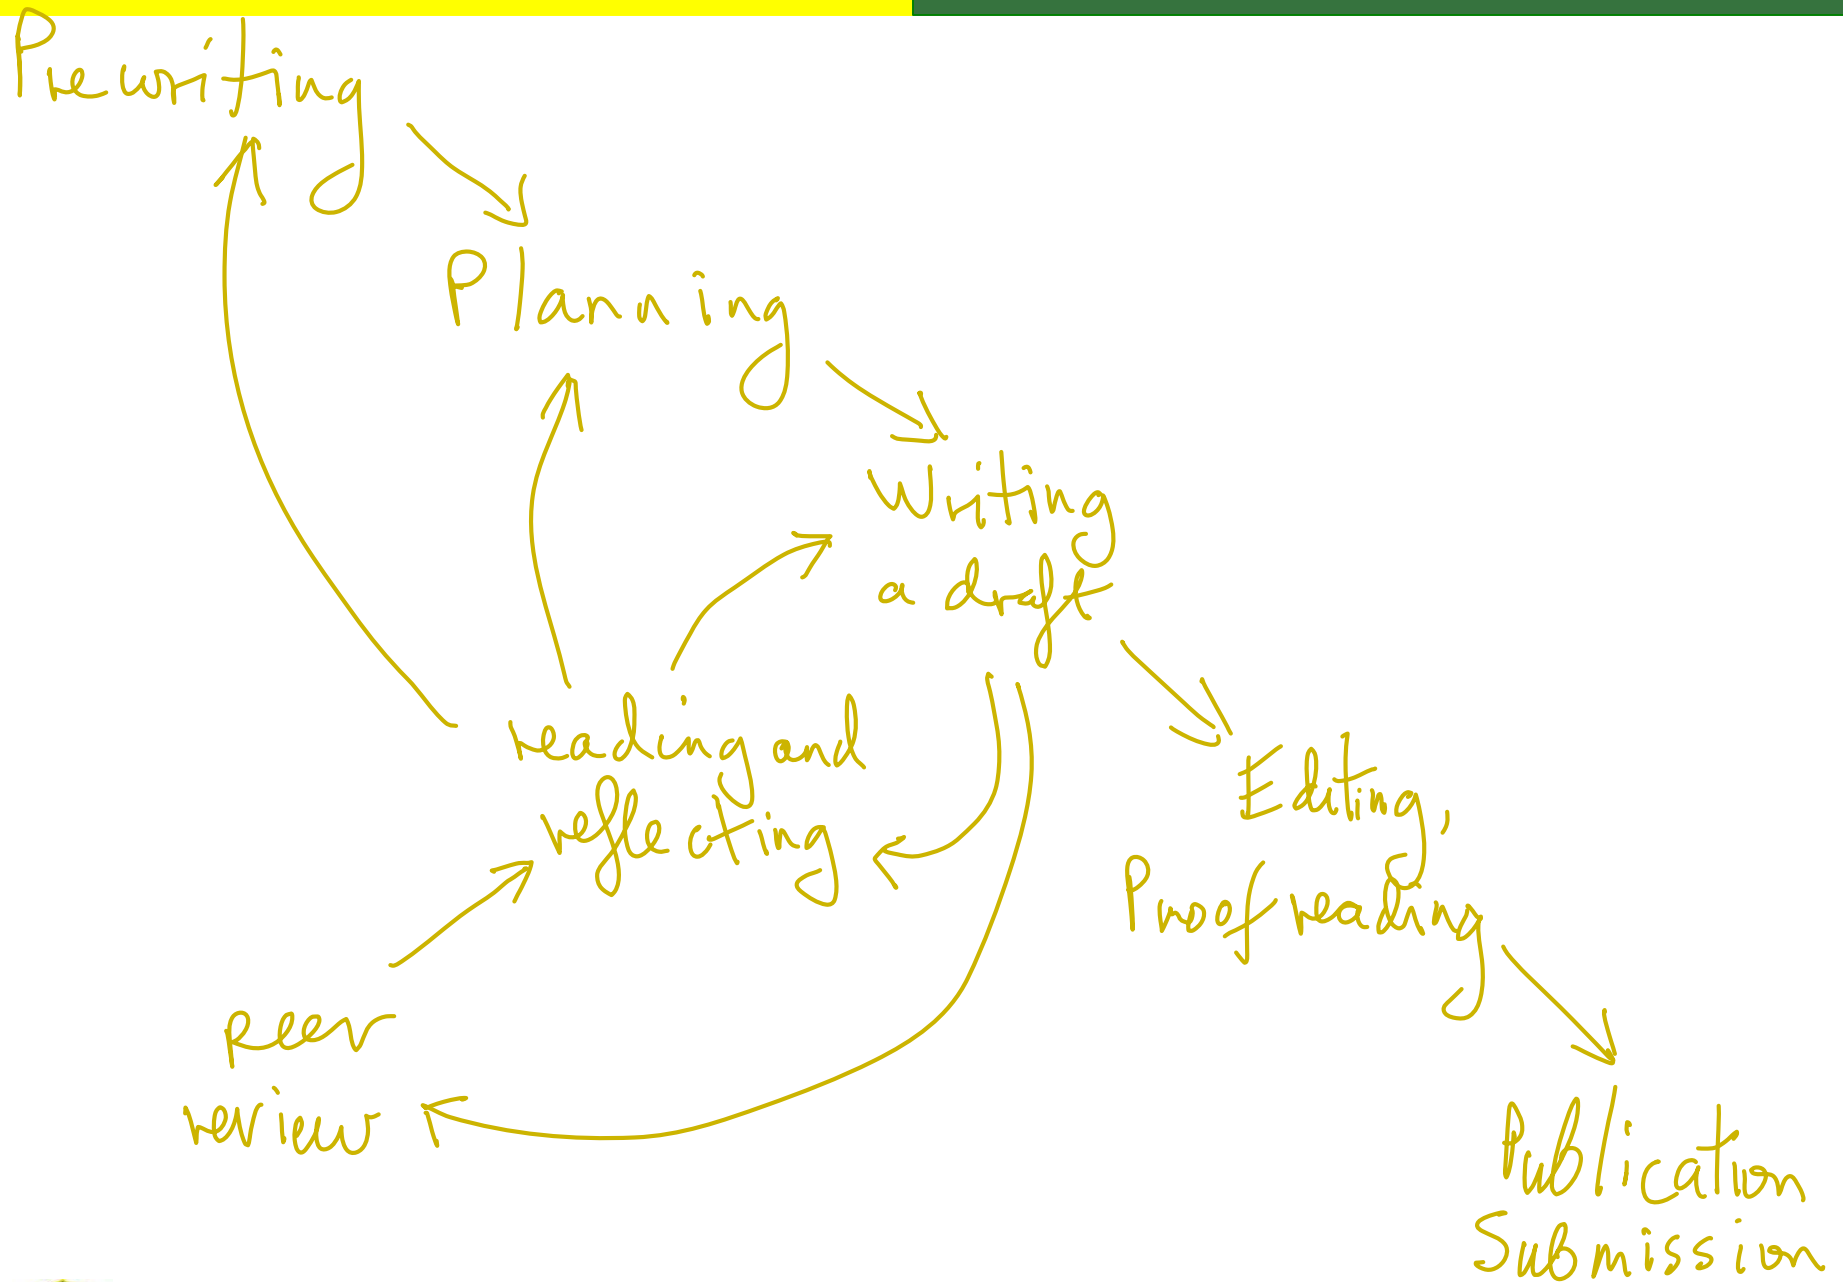 Prewriting
Planning
Writing
a draft
reading and
reflecting
Editing,
Proofreading
peer
review
Publication
Submission